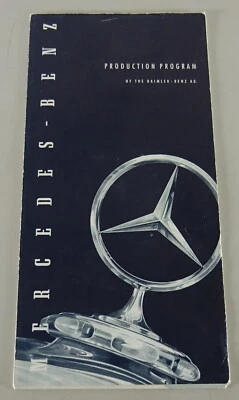 MERCEDES-BENZ
PRODUCTION PROGRAM
OF THE DAIMLER-BENZ AG.